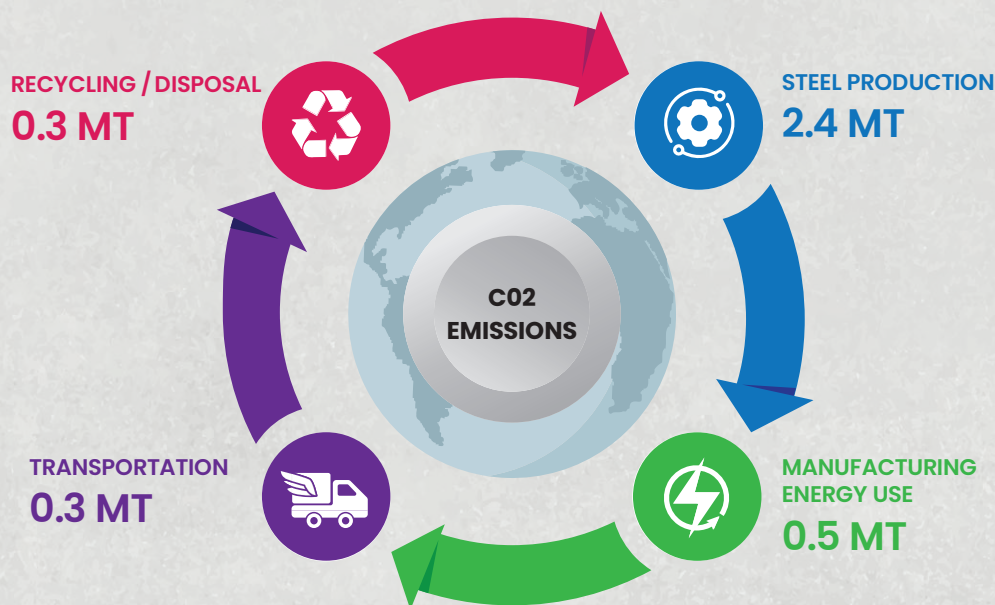 RECYCLING / DISPOSAL
0.3 MT
STEEL PRODUCTION
2.4 MT
C02
EMISSIONS
TRANSPORTATION
0.3 MT
MANUFACTURING
ENERGY USE
0.5 MT